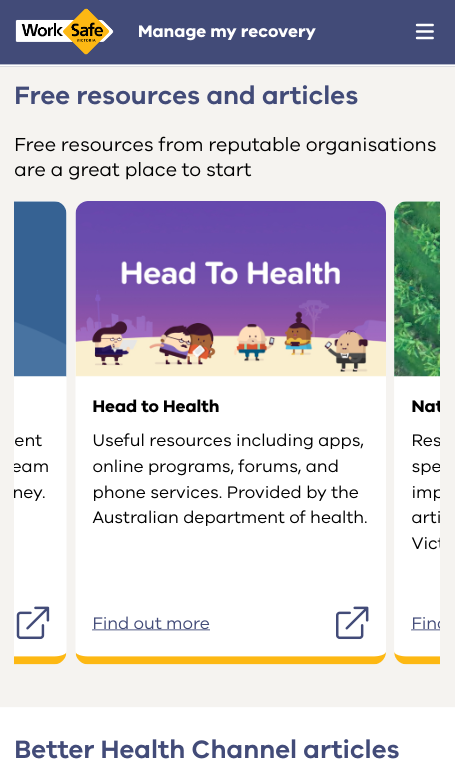 WorkSafe
VICTORIA
Manage my recovery
Free resources and articles
Free resources from reputable organisations
are a great place to start
Head To Health
ent
eam
ney.
Head to Health
Useful resources including apps,
online programs, forums, and
phone services. Provided by the
Australian department of health.
Find out more
Nat
Res
spe
imp
arti
Vict
Find
Better Health Channel articles